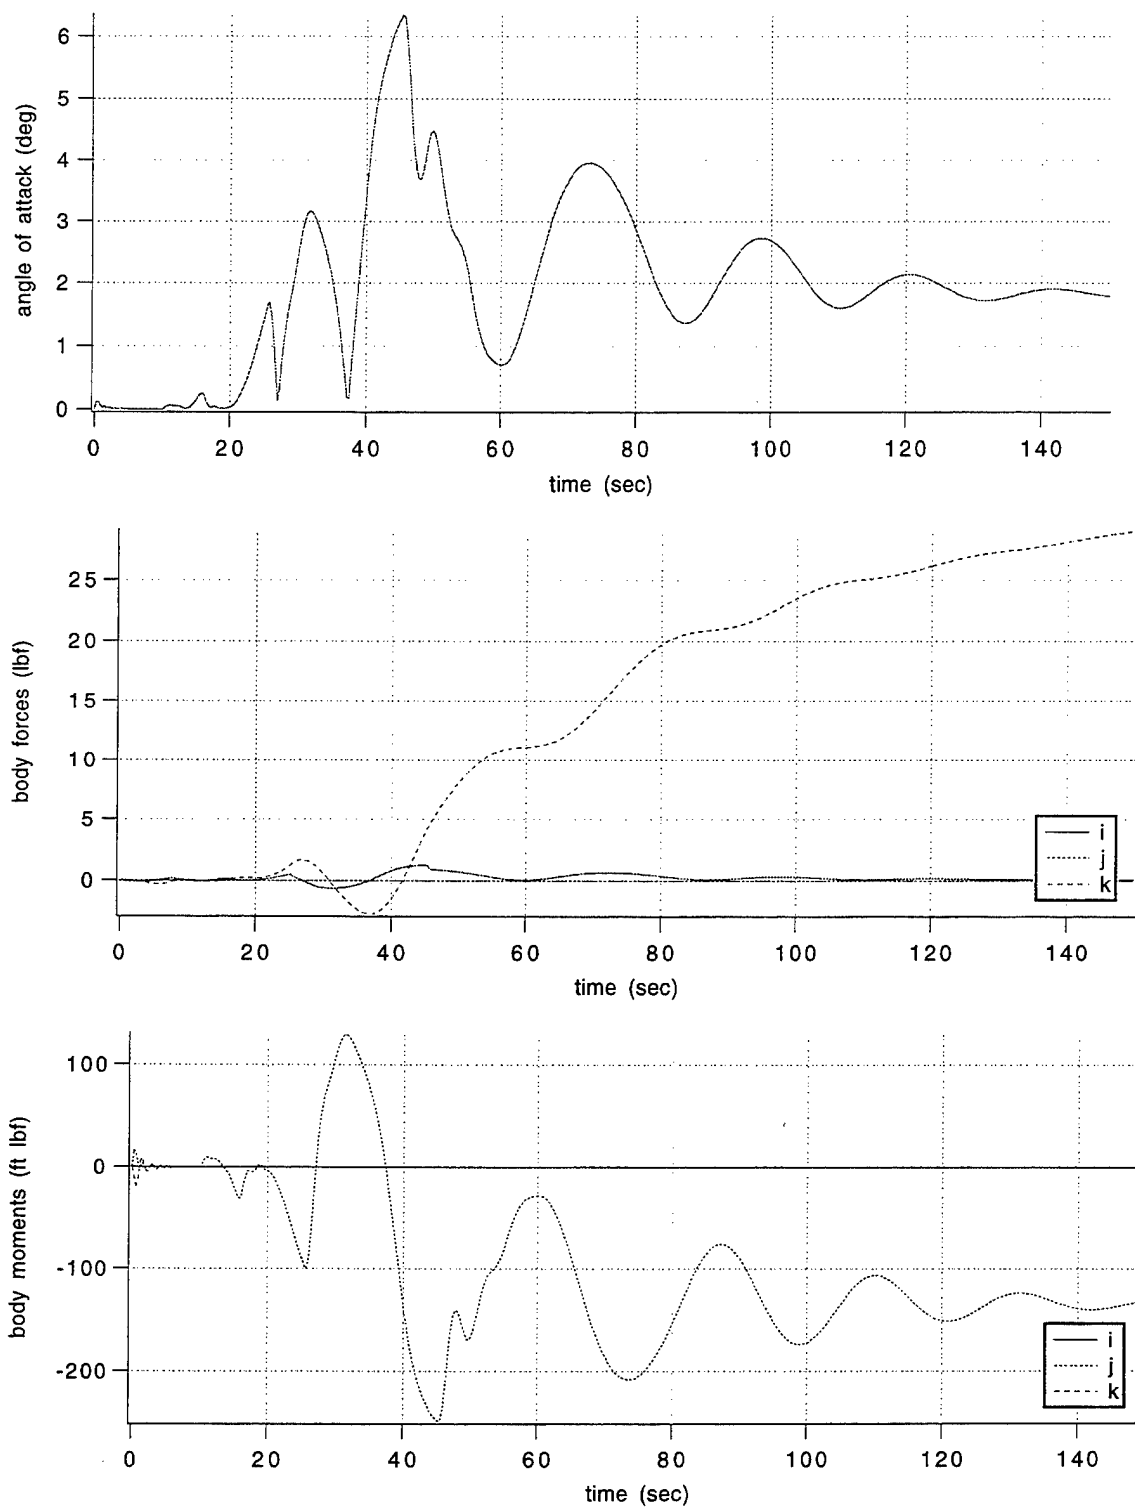 6
5
4
3
2
1
0
angle of attack (deg)
0 20 40 60 80 100 120 140
time (sec)
25
20
15
10
5
0
body forces (lbf)
i
j
k
0 20 40 60 80 100 120 140
time (sec)
100
0
-100
-200
body moments (ft lbf)
i
j
k
0 20 40 60 80 100 120 140
time (sec)